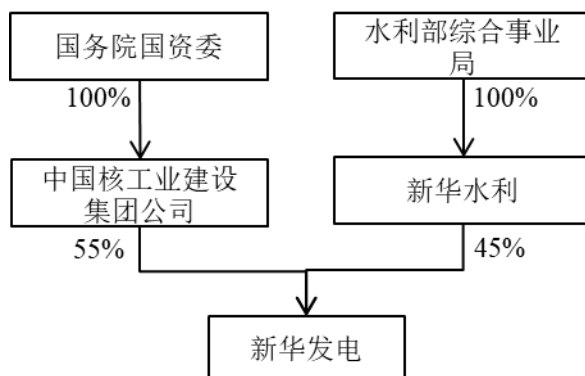 国务院国资委
水利部综合事业
局
100%
100%
中国核工业建设
集团公司
新华水利
55%
45%
新华发电